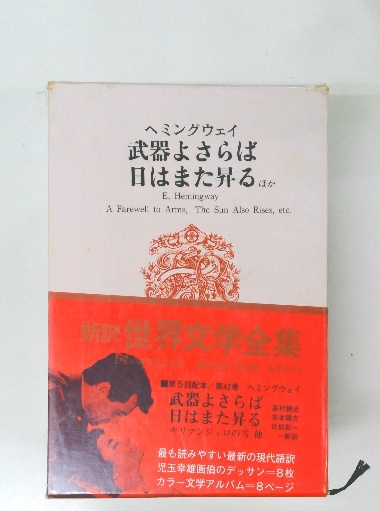 ヘミングウェイ
武器よさらば
日はまた昇る ほか
E. Hemingway
A Farewell to Arms, The Sun Also Rises, etc.
新訳 世界文学全集
■第5回配本／第42巻 ヘミングウェイ
武器よさらば
日はまた昇る
キリマンジャロの雪 他
最も読みやすい最新の現代語訳
児玉幸雄画伯のデッサン＝8枚
カラー文学アルバム＝8ページ